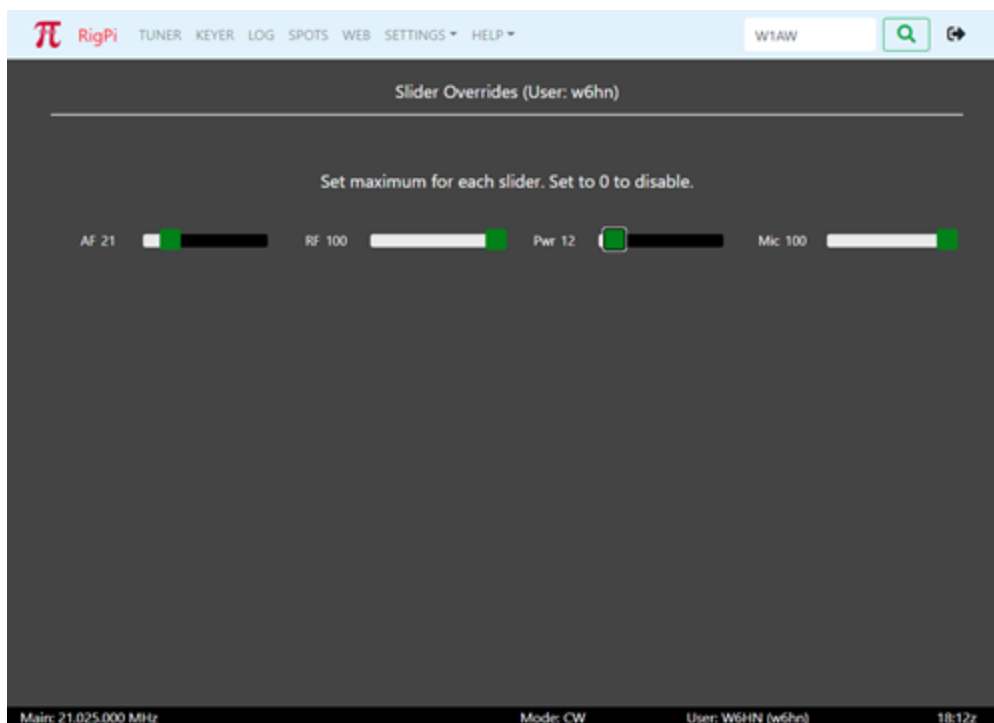 RigPi TUNER KEYER LOG SPOTS WEB SETTINGS HELP W1AW
Slider Overrides (User: w6hn)
Set maximum for each slider. Set to 0 to disable.
AF 21 RF 100 Pwr 12 Mic 100
Main: 21.025.000 MHz Mode: CW User: W6HN (w6hn) 18:12z